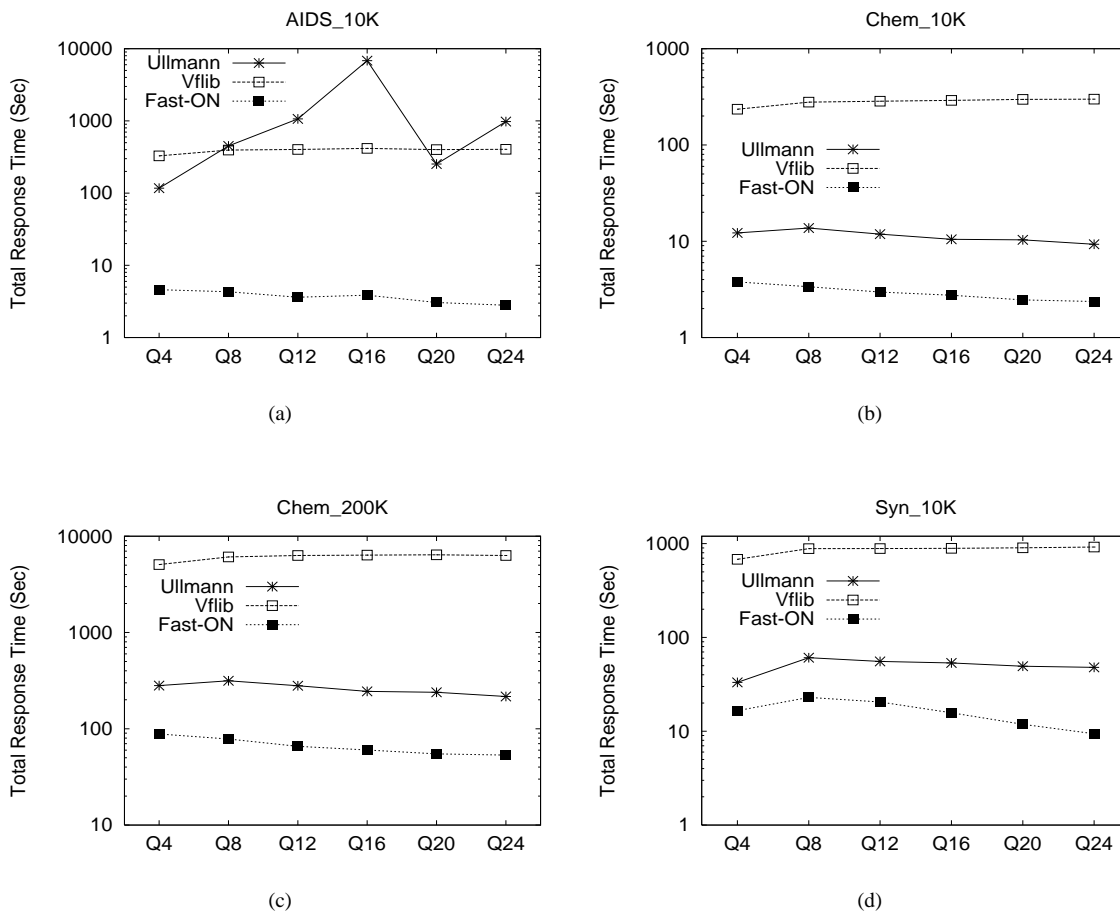 AIDS_10K
Total Response Time (Sec)
10000
1000
100
10
1
Ullmann
Vflib
Fast-ON
Q4 Q8 Q12 Q16 Q20 Q24
(a)
Chem_10K
Total Response Time (Sec)
1000
100
10
1
Ullmann
Vflib
Fast-ON
Q4 Q8 Q12 Q16 Q20 Q24
(b)
Chem_200K
Total Response Time (Sec)
10000
1000
100
10
Ullmann
Vflib
Fast-ON
Q4 Q8 Q12 Q16 Q20 Q24
(c)
Syn_10K
Total Response Time (Sec)
1000
100
10
1
Ullmann
Vflib
Fast-ON
Q4 Q8 Q12 Q16 Q20 Q24
(d)